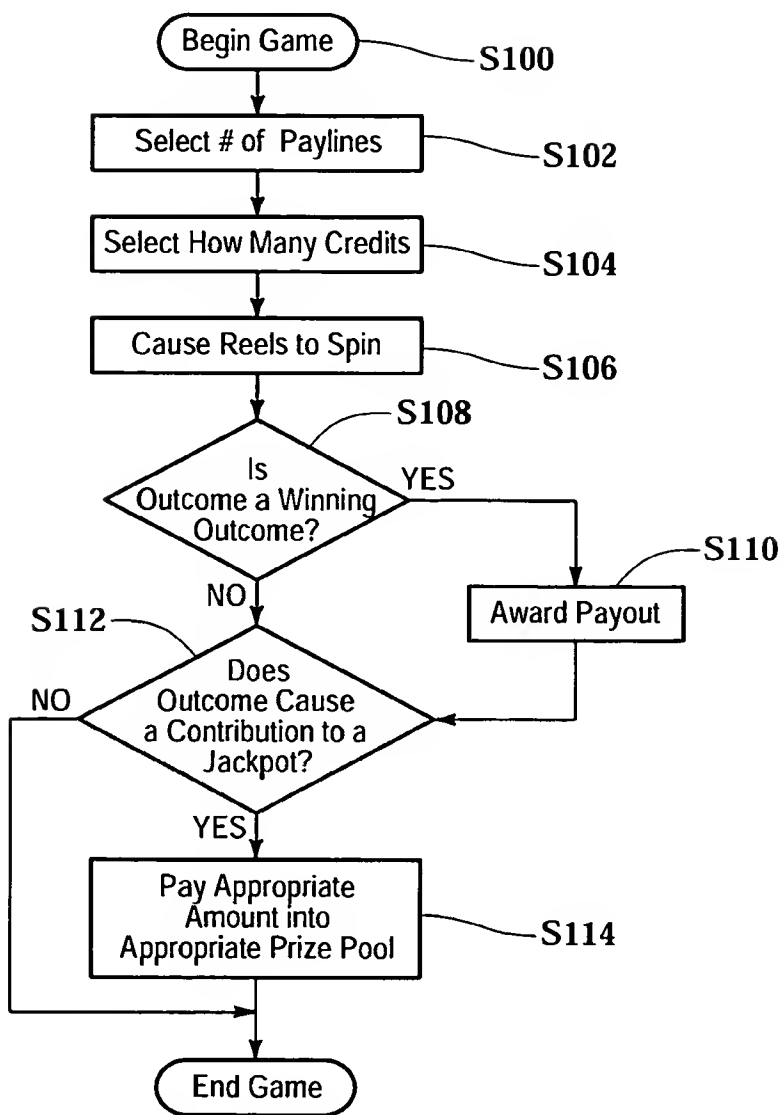 Begin Game
S100
Select # of Paylines
S102
Select How Many Credits
S104
Cause Reels to Spin
S106
S108
Is
Outcome a Winning
Outcome?
YES
NO
S110
Award Payout
S112
Does
Outcome Cause
a Contribution to a
Jackpot?
NO
YES
Pay Appropriate
Amount into
Appropriate Prize Pool
S114
End Game